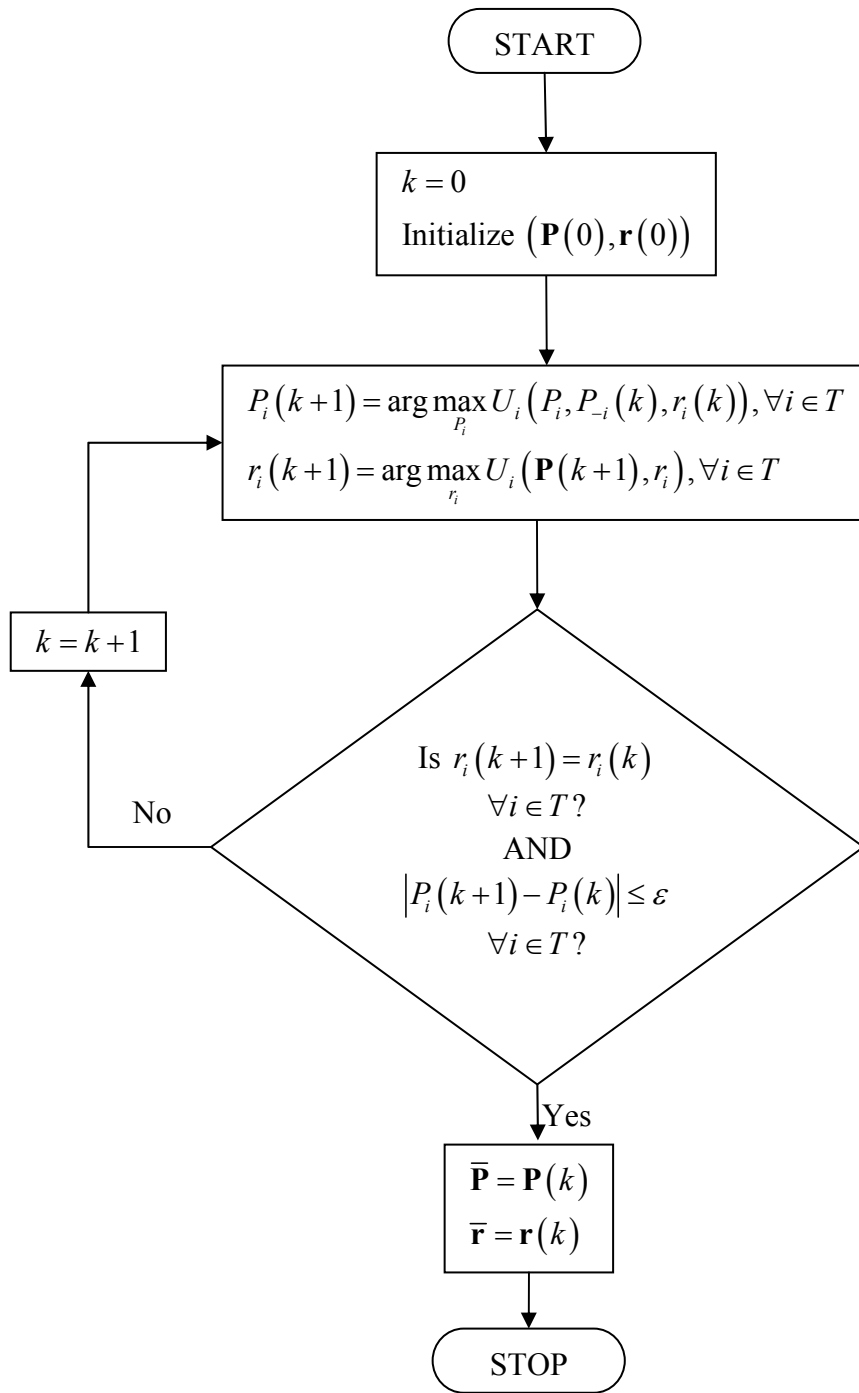 START
k = 0
Initialize (P(0), r(0))
P_i(k+1) = arg max_{P_i} U_i(P_i, P_{-i}(k), r_i(k)), ∀i ∈ T
r_i(k+1) = arg max_{r_i} U_i(P(k+1), r_i), ∀i ∈ T
k = k+1
Is r_i(k+1) = r_i(k)
∀i ∈ T?
AND
|P_i(k+1) − P_i(k)| ≤ ε
∀i ∈ T?
No
Yes
P̄ = P(k)
r̄ = r(k)
STOP